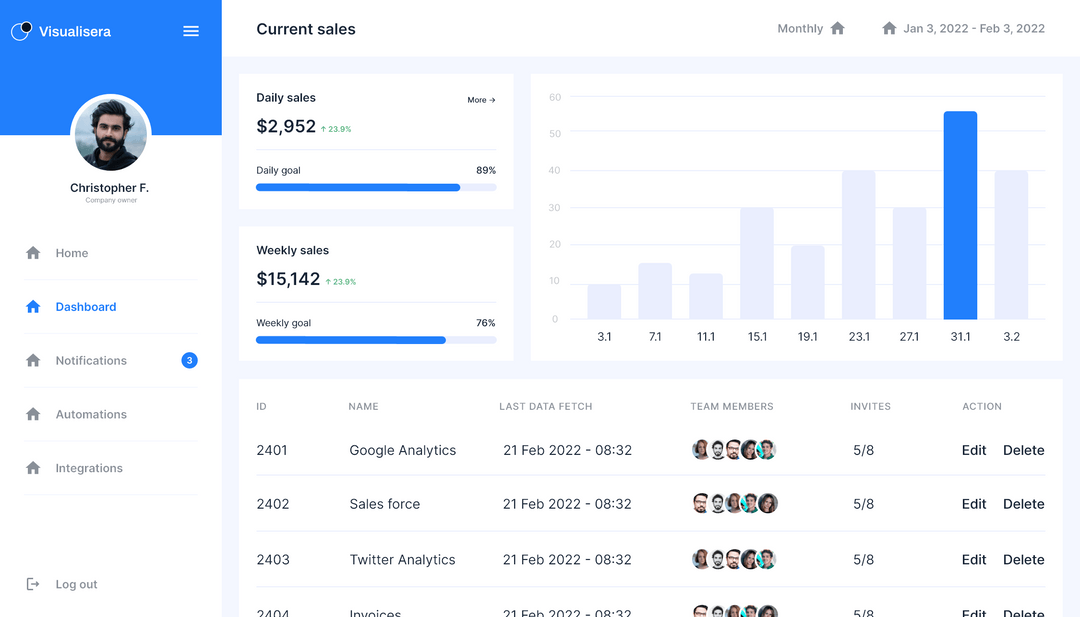 Visualisera
Current sales
Monthly
Jan 3, 2022 - Feb 3, 2022
Christopher F.
Company owner
Home
Dashboard
Notifications
3
Automations
Integrations
Log out
Daily sales
More →
$2,952 ↑ 23.9%
Daily goal 89%
Weekly sales
$15,142 ↑ 23.9%
Weekly goal 76%
60
50
40
30
20
10
0
3.1 7.1 11.1 15.1 19.1 23.1 27.1 31.1 3.2
ID NAME LAST DATA FETCH TEAM MEMBERS INVITES ACTION
2401 Google Analytics 21 Feb 2022 - 08:32 5/8 Edit Delete
2402 Sales force 21 Feb 2022 - 08:32 5/8 Edit Delete
2403 Twitter Analytics 21 Feb 2022 - 08:32 5/8 Edit Delete
2404 Invoices 21 Feb 2022 - 08:32 5/8 Edit Delete